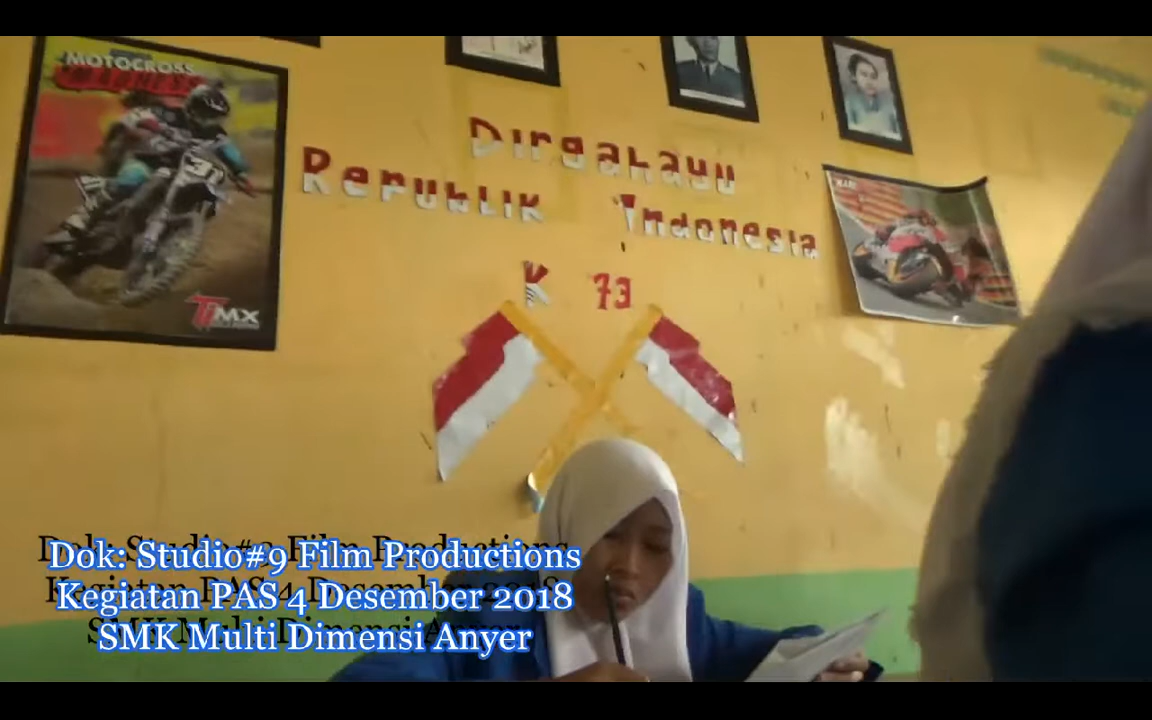 MOTOCROSS
Dirgahayu
Republik Indonesia
K 73
TMX
Dok: Studio#9 Film Productions
Kegiatan PAS 4 Desember 2018
SMK Multi Dimensi Anyer